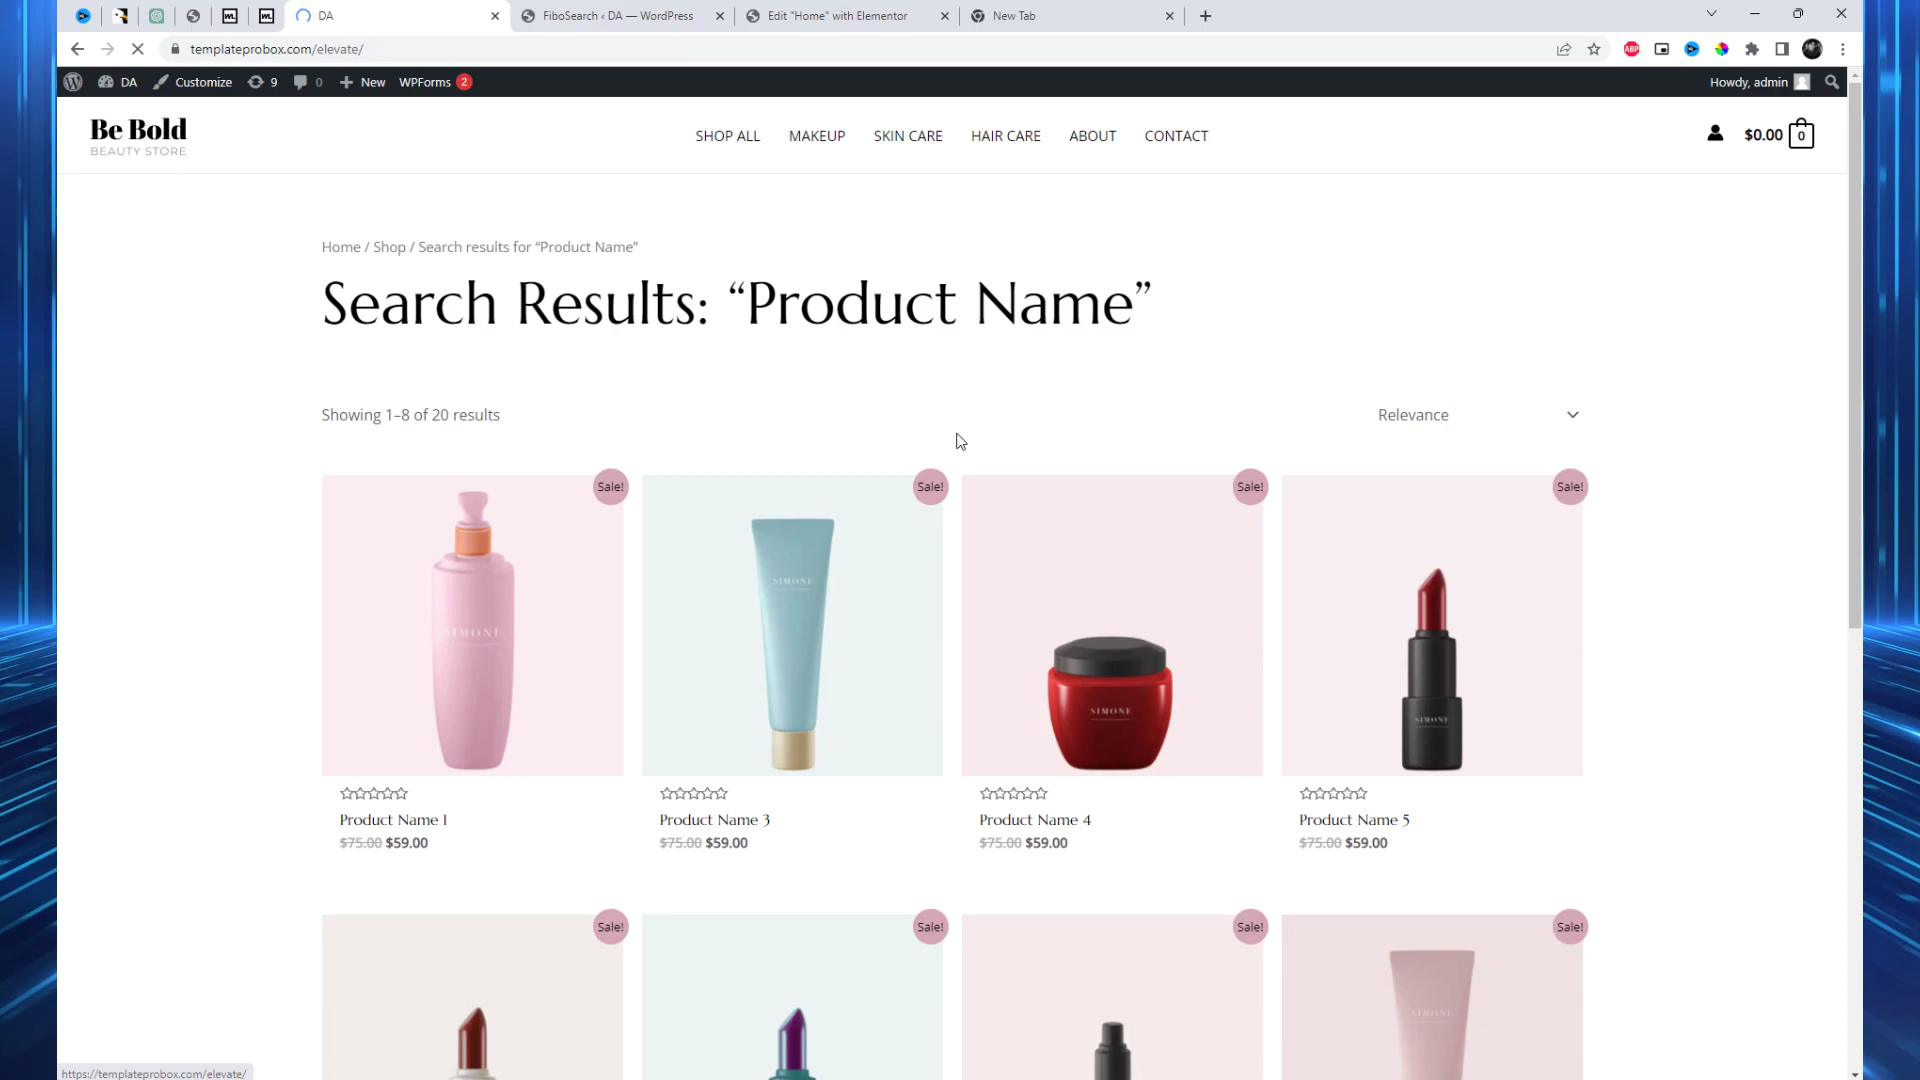 DA
FiboSearch ‹ DA — WordPress
Edit "Home" with Elementor
New Tab
templateprobox.com/elevate/
ABP
DA
Customize
9
0
New
WPForms 2
Howdy, admin
Be Bold
BEAUTY STORE
SHOP ALL
MAKEUP
SKIN CARE
HAIR CARE
ABOUT
CONTACT
$0.00 0
Home / Shop / Search results for “Product Name”
Search Results: “Product Name”
Showing 1–8 of 20 results
Relevance
Sale!
Sale!
Sale!
Sale!
SIMONE
SIMONE
SIMONE
SIMONE
Product Name 1
$75.00 $59.00
Product Name 3
$75.00 $59.00
Product Name 4
$75.00 $59.00
Product Name 5
$75.00 $59.00
Sale!
Sale!
Sale!
Sale!
SIMONE
https://templateprobox.com/elevate/